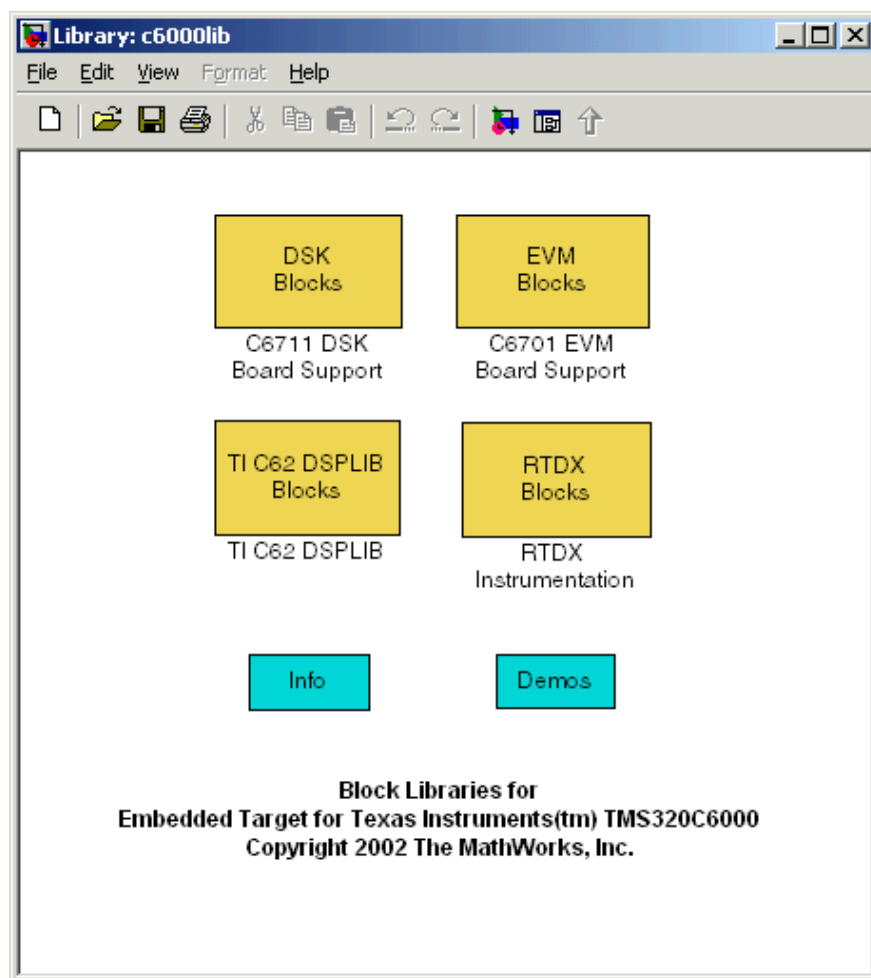 Library: c6000lib
File Edit View Format Help
DSK
Blocks
C6711 DSK
Board Support
EVM
Blocks
C6701 EVM
Board Support
TI C62 DSPLIB
Blocks
TI C62 DSPLIB
RTDX
Blocks
RTDX
Instrumentation
Info
Demos
Block Libraries for
Embedded Target for Texas Instruments(tm) TMS320C6000
Copyright 2002 The MathWorks, Inc.